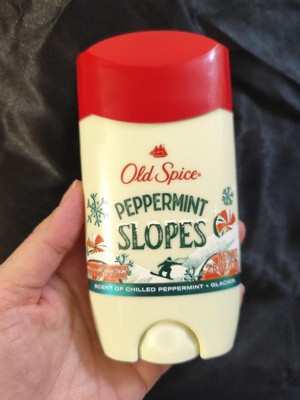 Old Spice
PEPPERMINT
SLOPES
SCENT OF CHILLED PEPPERMINT + GLACIER